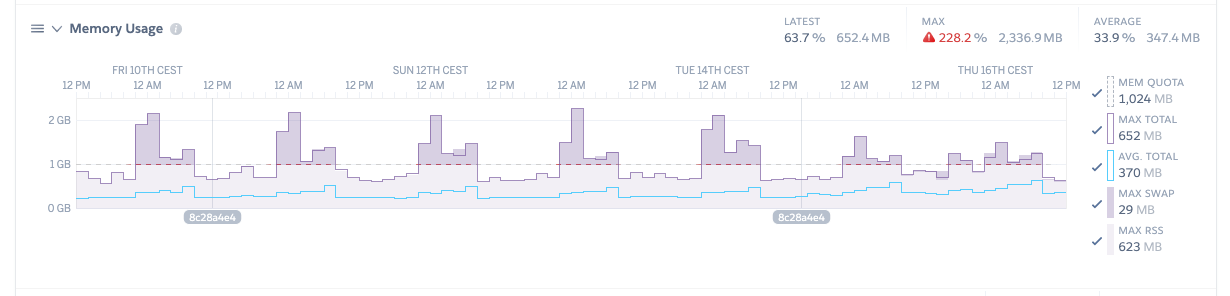 Memory Usage
LATEST
63.7 % 652.4 MB
MAX
228.2 % 2,336.9 MB
AVERAGE
33.9 % 347.4 MB
FRI 10TH CEST SUN 12TH CEST TUE 14TH CEST THU 16TH CEST
12 PM 12 AM 12 PM 12 AM 12 PM 12 AM 12 PM 12 AM 12 PM 12 AM 12 PM 12 AM 12 PM 12 AM 12 PM
2 GB
1 GB
0 GB
8c28a4e4 8c28a4e4
MEM QUOTA
1,024 MB
MAX TOTAL
652 MB
AVG. TOTAL
370 MB
MAX SWAP
29 MB
MAX RSS
623 MB